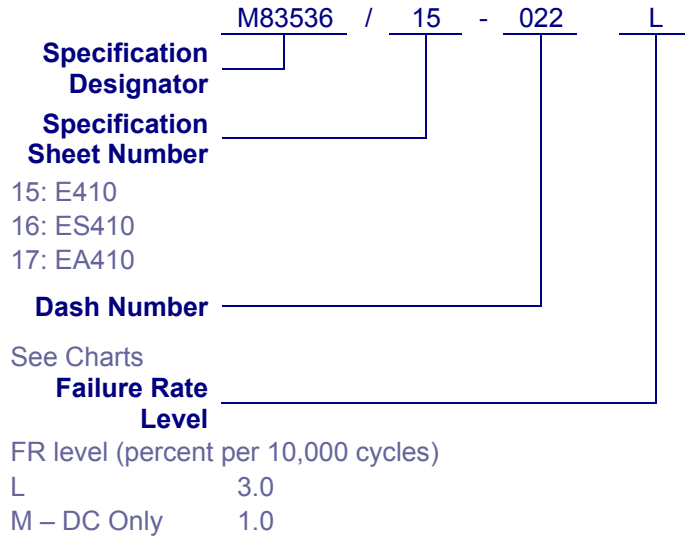 M83536 / 15 - 022 L
Specification
Designator
Specification
Sheet Number
15: E410
16: ES410
17: EA410
Dash Number
See Charts
Failure Rate
Level
FR level (percent per 10,000 cycles)
L 3.0
M – DC Only 1.0